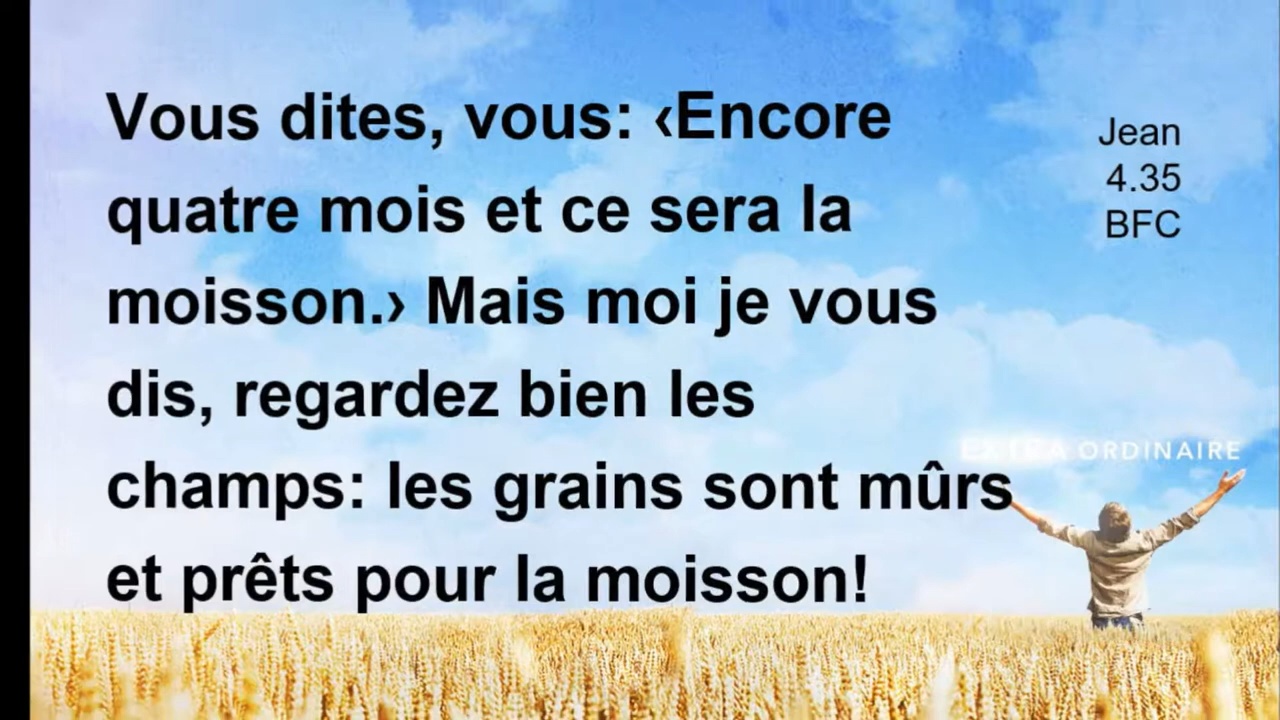 Vous dites, vous: ‹Encore
quatre mois et ce sera la
moisson.› Mais moi je vous
dis, regardez bien les
champs: les grains sont mûrs
et prêts pour la moisson!
Jean
4.35
BFC
EXTRA ORDINAIRE